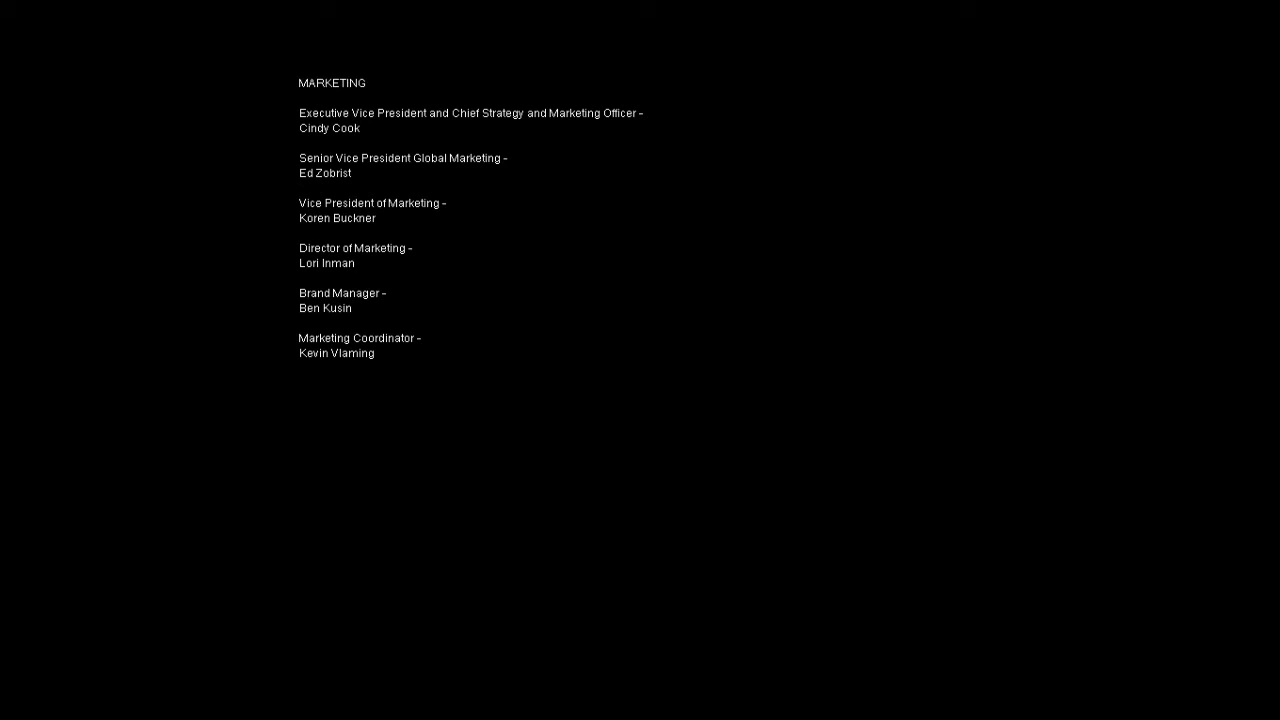 MARKETING
Executive Vice President and Chief Strategy and Marketing Officer -
Cindy Cook
Senior Vice President Global Marketing -
Ed Zobrist
Vice President of Marketing -
Koren Buckner
Director of Marketing -
Lori Inman
Brand Manager -
Ben Kusin
Marketing Coordinator -
Kevin Vlaming